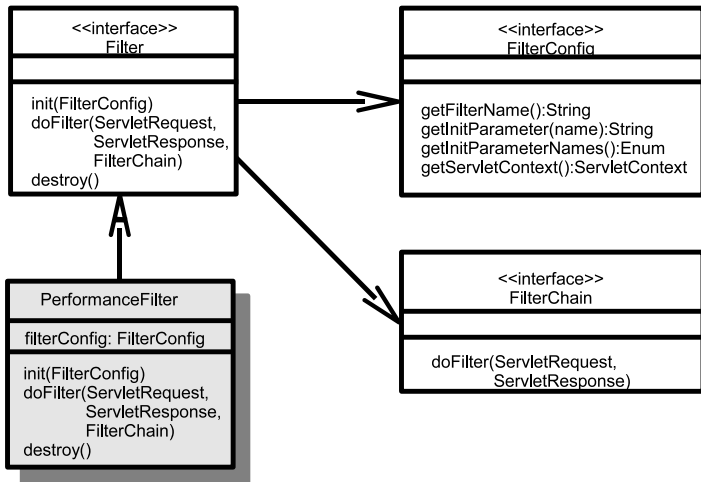 <<interface>>
Filter
init(FilterConfig)
doFilter(ServletRequest,
ServletResponse,
FilterChain)
destroy()
<<interface>>
FilterConfig
getFilterName():String
getInitParameter(name):String
getInitParameterNames():Enum
getServletContext():ServletContext
PerformanceFilter
filterConfig: FilterConfig
init(FilterConfig)
doFilter(ServletRequest,
ServletResponse,
FilterChain)
destroy()
<<interface>>
FilterChain
doFilter(ServletRequest,
ServletResponse)